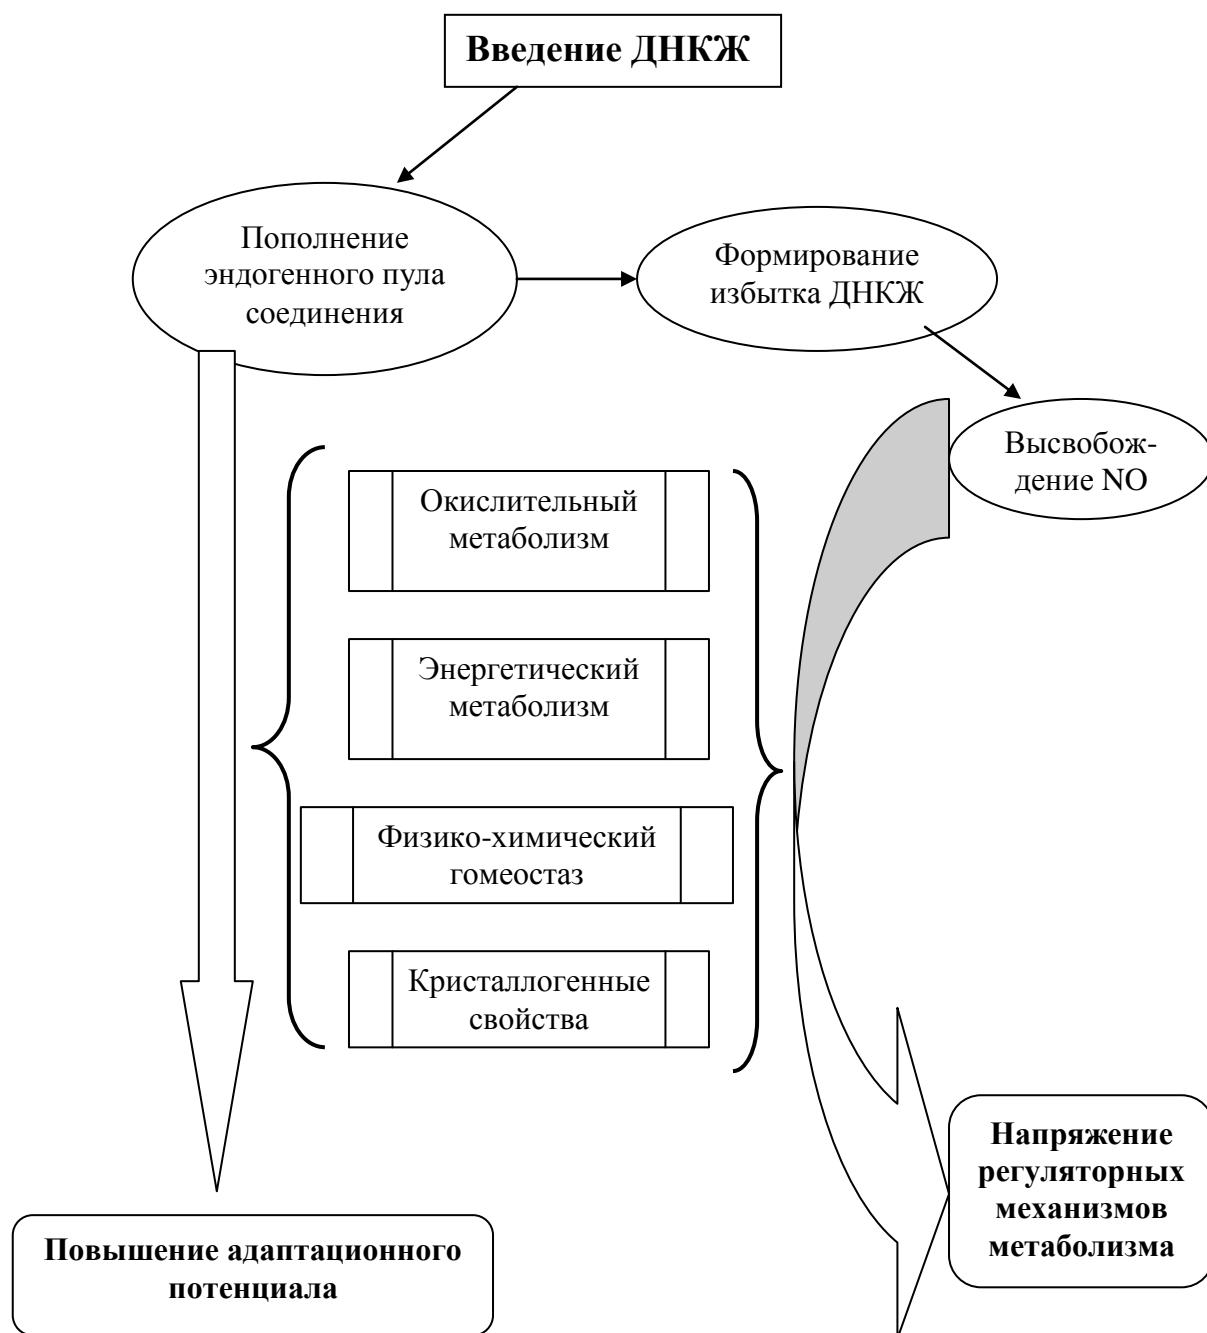 Введение ДНКЖ
Пополнение
эндогенного пула
соединения
Формирование
избытка ДНКЖ
Высвобож-
дение NO
Окислительный
метаболизм
Энергетический
метаболизм
Физико-химический
гомеостаз
Кристаллогенные
свойства
Напряжение
регуляторных
механизмов
метаболизма
Повышение адаптационного
потенциала